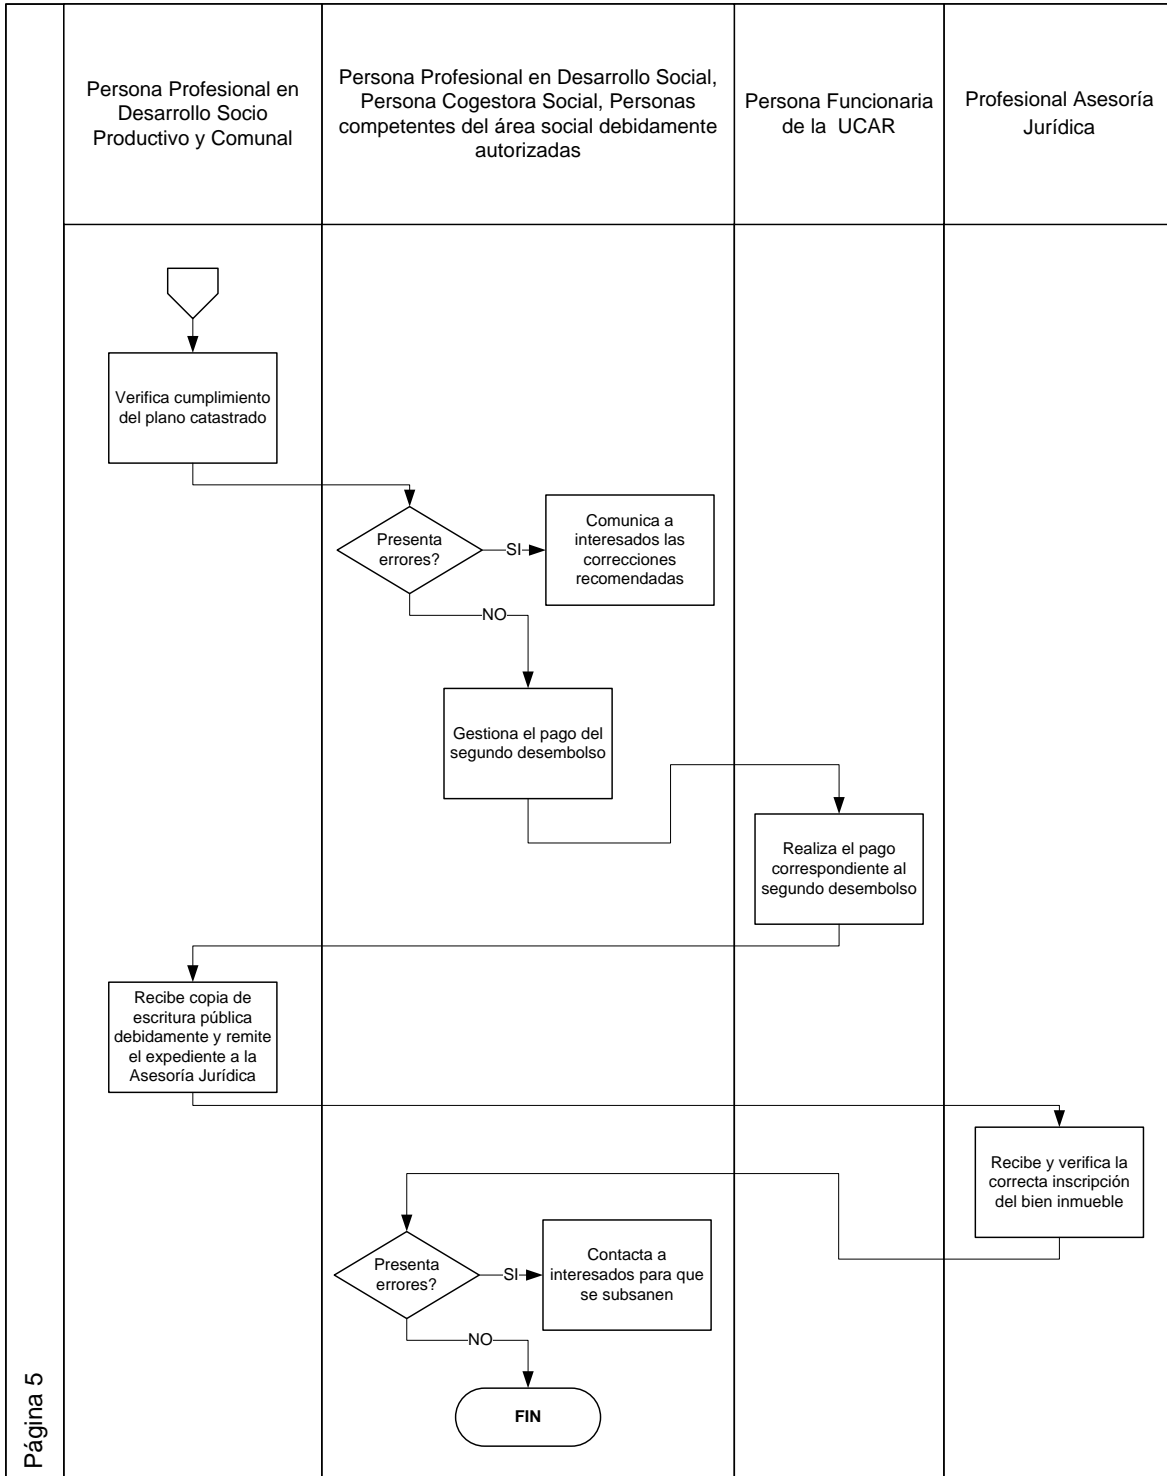 Persona Profesional en
Desarrollo Socio
Productivo y Comunal
Persona Profesional en Desarrollo Social,
Persona Cogestora Social, Personas
competentes del área social debidamente
autorizadas
Persona Funcionaria
de la UCAR
Profesional Asesoría
Jurídica
Verifica cumplimiento
del plano catastrado
Presenta
errores?
SI
Comunica a
interesados las
correcciones
recomendadas
NO
Gestiona el pago del
segundo desembolso
Realiza el pago
correspondiente al
segundo desembolso
Recibe copia de
escritura pública
debidamente y remite
el expediente a la
Asesoría Jurídica
Recibe y verifica la
correcta inscripción
del bien inmueble
Presenta
errores?
SI
Contacta a
interesados para que
se subsanen
NO
FIN
Página 5